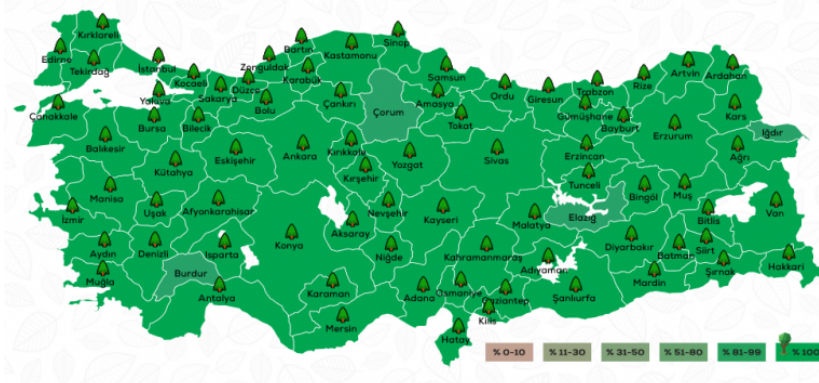 Kırklareli
Edirne
Tekirdağ
İstanbul
Kocaeli
Yalova
Sakarya
Düzce
Zonguldak
Bartın
Karabük
Kastamonu
Sinop
Bolu
Çankırı
Çorum
Samsun
Amasya
Tokat
Ordu
Giresun
Trabzon
Gümüşhane
Bayburt
Rize
Artvin
Ardahan
Kars
Iğdır
Ağrı
Erzurum
Erzincan
Çanakkale
Balıkesir
Bursa
Bilecik
Kütahya
Eskişehir
Ankara
Kırıkkale
Kırşehir
Yozgat
Sivas
Tunceli
Bingöl
Muş
Bitlis
Van
Manisa
İzmir
Uşak
Afyonkarahisar
Konya
Aksaray
Nevşehir
Kayseri
Malatya
Elazığ
Diyarbakır
Batman
Siirt
Şırnak
Hakkari
Aydın
Denizli
Isparta
Burdur
Muğla
Antalya
Karaman
Mersin
Niğde
Adana
Kahramanmaraş
Osmaniye
Gaziantep
Kilis
Hatay
Adıyaman
Şanlıurfa
Mardin
% 0-10
% 11-30
% 31-50
% 51-80
% 81-99
% 100